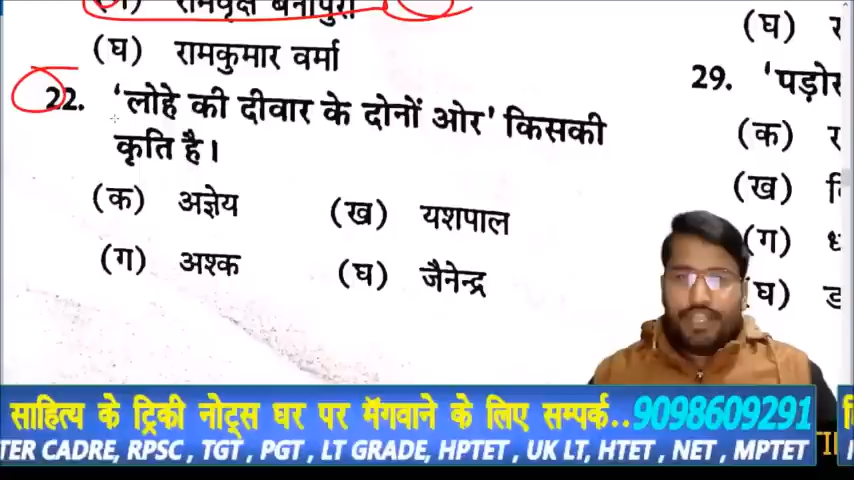 रामवृक्ष बेनीपुरी
(घ) रामकुमार वर्मा
22. 'लोहे की दीवार के दोनों ओर' किसकी
कृति है।
(क) अज्ञेय (ख) यशपाल
(ग) अश्क (घ) जैनेन्द्र
(घ)
29. 'पड़ोस
(क)
(ख)
(ग)
(घ)
साहित्य के ट्रिकी नोट्स घर पर मॅगवाने के लिए सम्पर्क..9098609291
TER CADRE, RPSC , TGT , PGT , LT GRADE, HPTET , UK LT, HTET , NET , MPTET